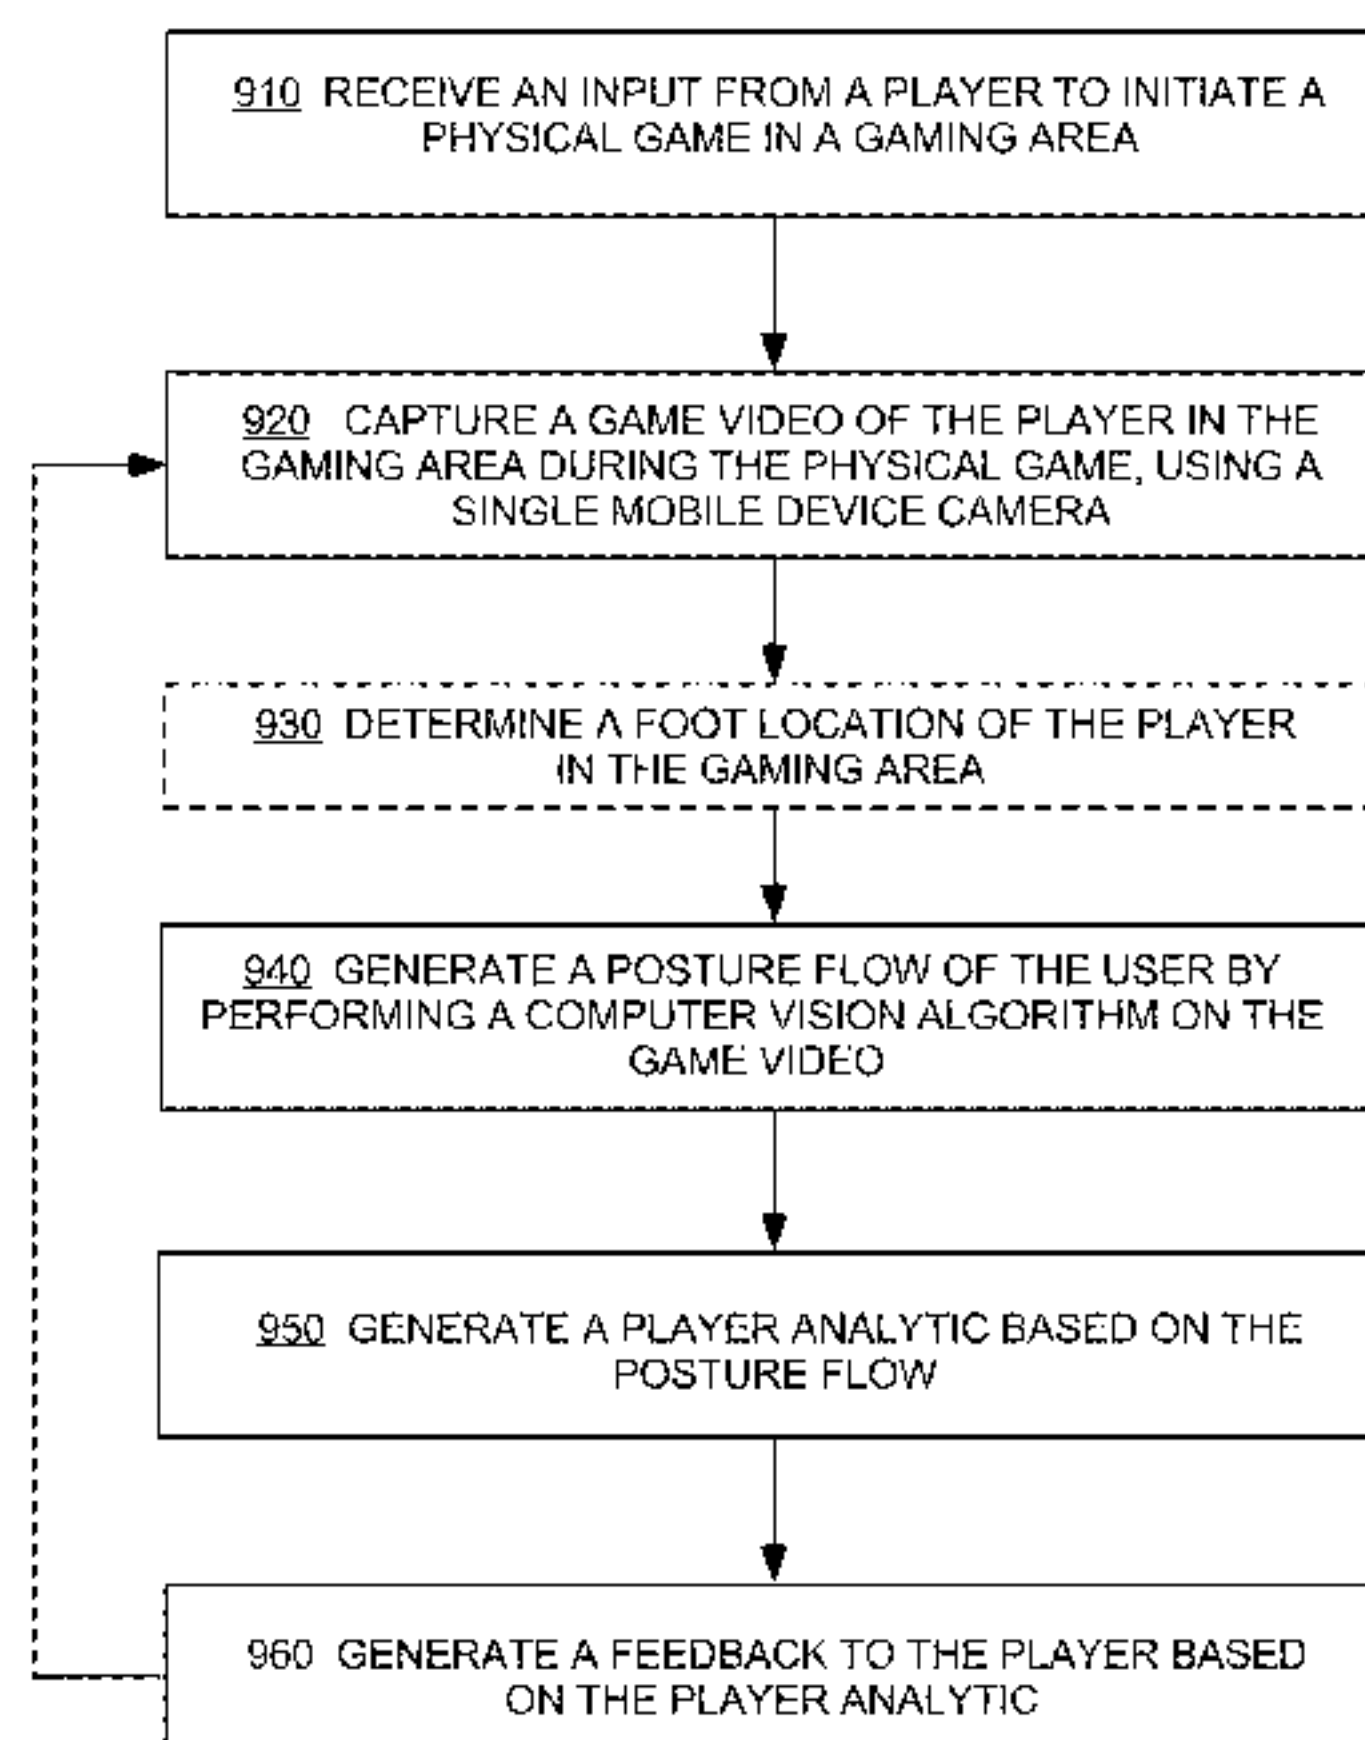 910 RECEIVE AN INPUT FROM A PLAYER TO INITIATE A
PHYSICAL GAME IN A GAMING AREA
920 CAPTURE A GAME VIDEO OF THE PLAYER IN THE
GAMING AREA DURING THE PHYSICAL GAME, USING A
SINGLE MOBILE DEVICE CAMERA
930 DETERMINE A FOOT LOCATION OF THE PLAYER
IN THE GAMING AREA
940 GENERATE A POSTURE FLOW OF THE USER BY
PERFORMING A COMPUTER VISION ALGORITHM ON THE
GAME VIDEO
950 GENERATE A PLAYER ANALYTIC BASED ON THE
POSTURE FLOW
960 GENERATE A FEEDBACK TO THE PLAYER BASED
ON THE PLAYER ANALYTIC